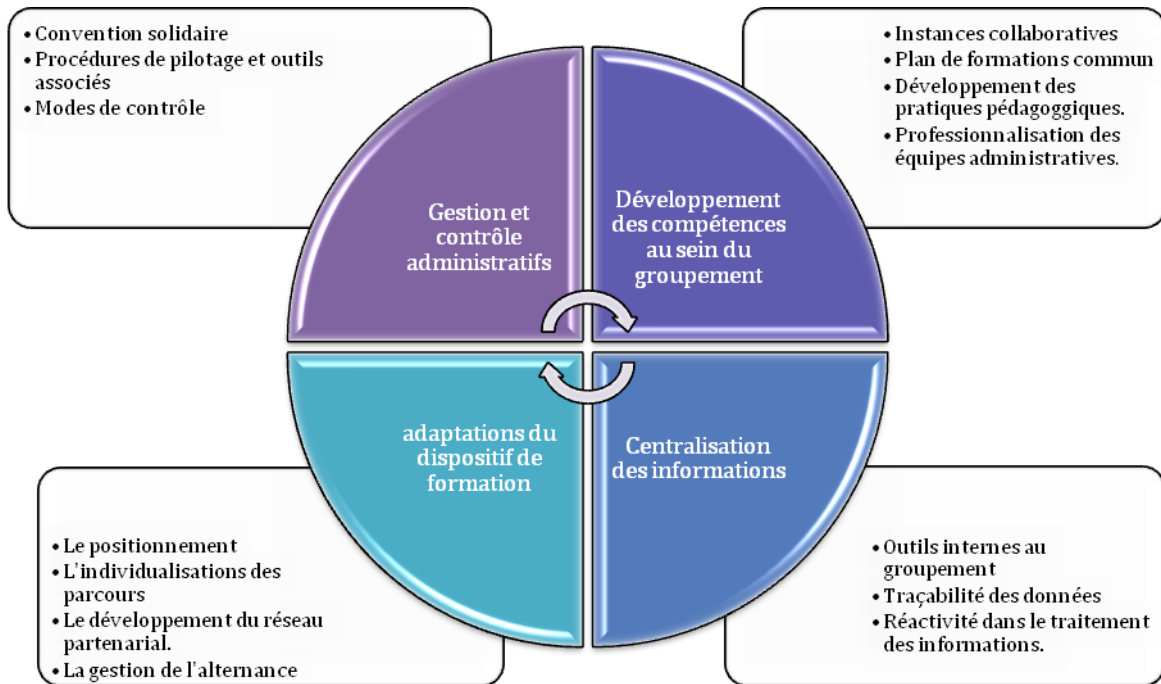 • Convention solidaire
• Procédures de pilotage et outils
associés
• Modes de contrôle
• Instances collaboratives
• Plan de formations commun
• Développement des
pratiques pédagoggiques.
• Professionnalisation des
équipes administratives.
Gestion et
contrôle
administratifs
Développement
des compétences
au sein du
groupement
adaptations du
dispositif de
formation
Centralisation
des informations
• Le positionnement
• L'individualisations des
parcours
• Le développement du réseau
partenarial.
• La gestion de l'alternance
• Outils internes au
groupement
• Traçabilité des données
• Réactivité dans le traitement
des informations.